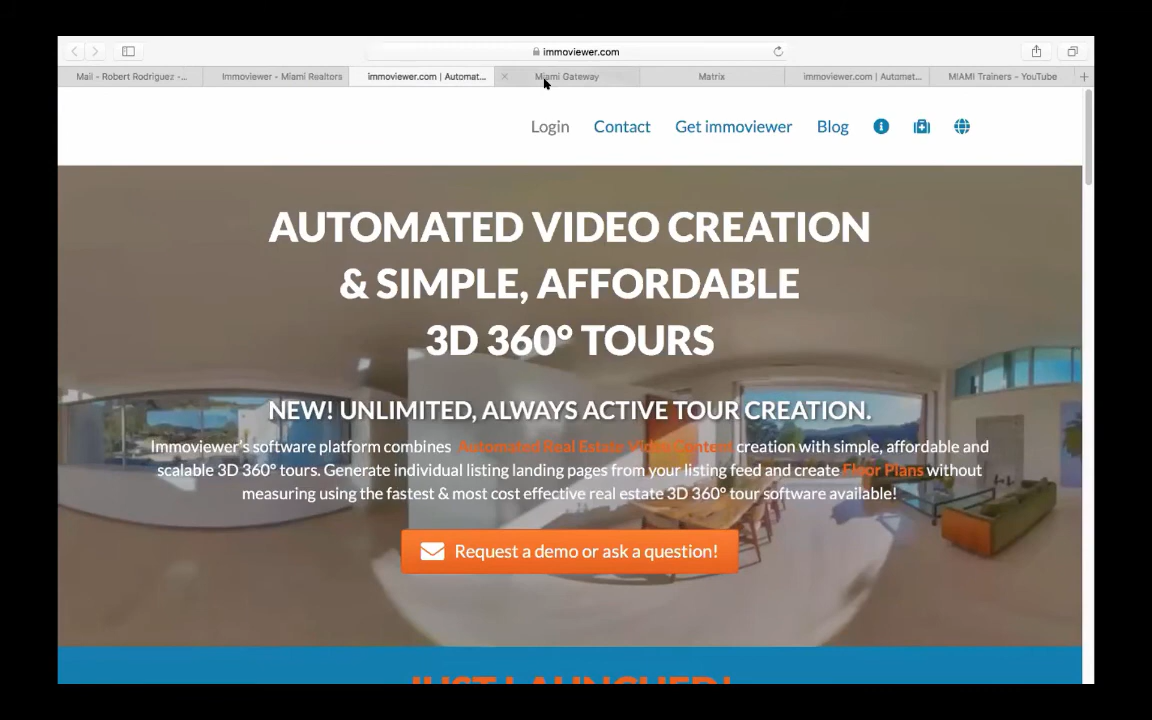 immoviewer.com
Mail - Robert Rodriguez -...
Immoviewer - Miami Realtors
immoviewer.com | Automat...
Miami Gateway
Matrix
immoviewer.com | Automat...
MIAMI Trainers - YouTube
Login
Contact
Get immoviewer
Blog
AUTOMATED VIDEO CREATION
& SIMPLE, AFFORDABLE
3D 360° TOURS
NEW! UNLIMITED, ALWAYS ACTIVE TOUR CREATION.
Immoviewer's software platform combines Automated Real Estate Video Content creation with simple, affordable and
scalable 3D 360° tours. Generate individual listing landing pages from your listing feed and create Floor Plans without
measuring using the fastest & most cost effective real estate 3D 360° tour software available!
Request a demo or ask a question!
JUST LAUNCHED!